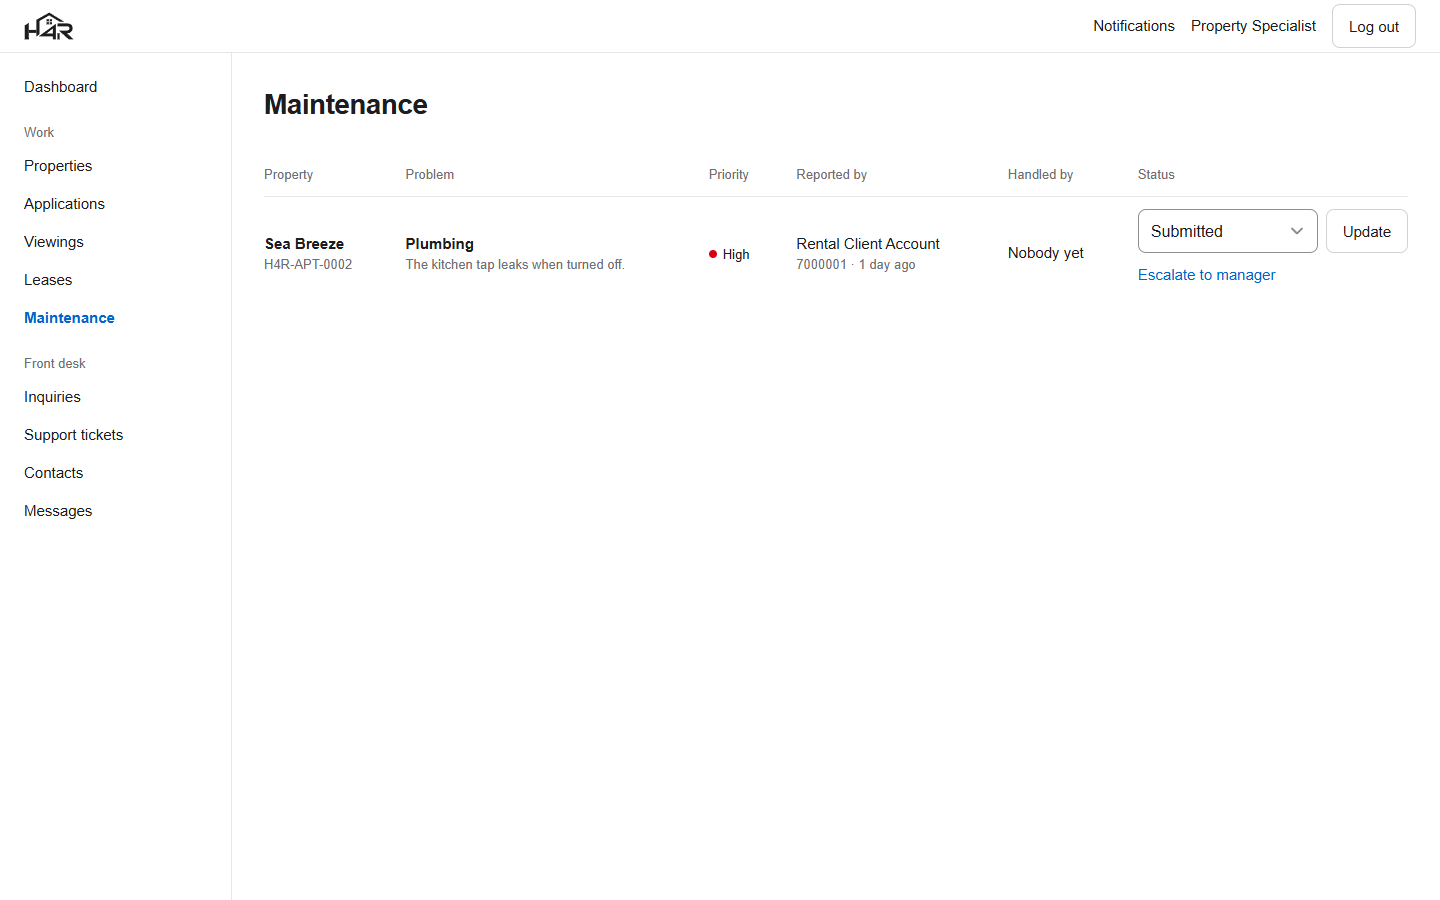 H4R
Notifications
Property Specialist
Log out
Dashboard
Work
Properties
Applications
Viewings
Leases
Maintenance
Front desk
Inquiries
Support tickets
Contacts
Messages
Maintenance
Property Problem Priority Reported by Handled by Status
Sea Breeze
H4R-APT-0002
Plumbing
The kitchen tap leaks when turned off.
High
Rental Client Account
7000001 · 1 day ago
Nobody yet
Submitted
Update
Escalate to manager